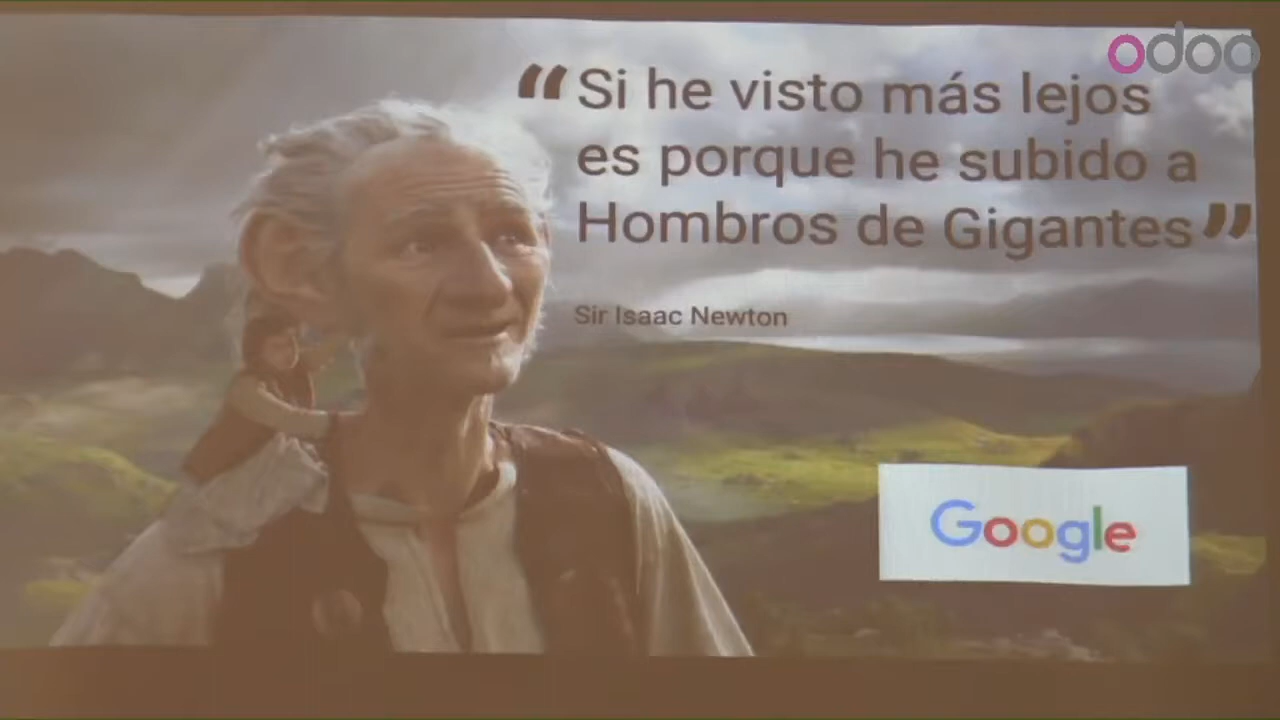 odoo
“Si he visto más lejos
es porque he subido a
Hombros de Gigantes”
Sir Isaac Newton
Google